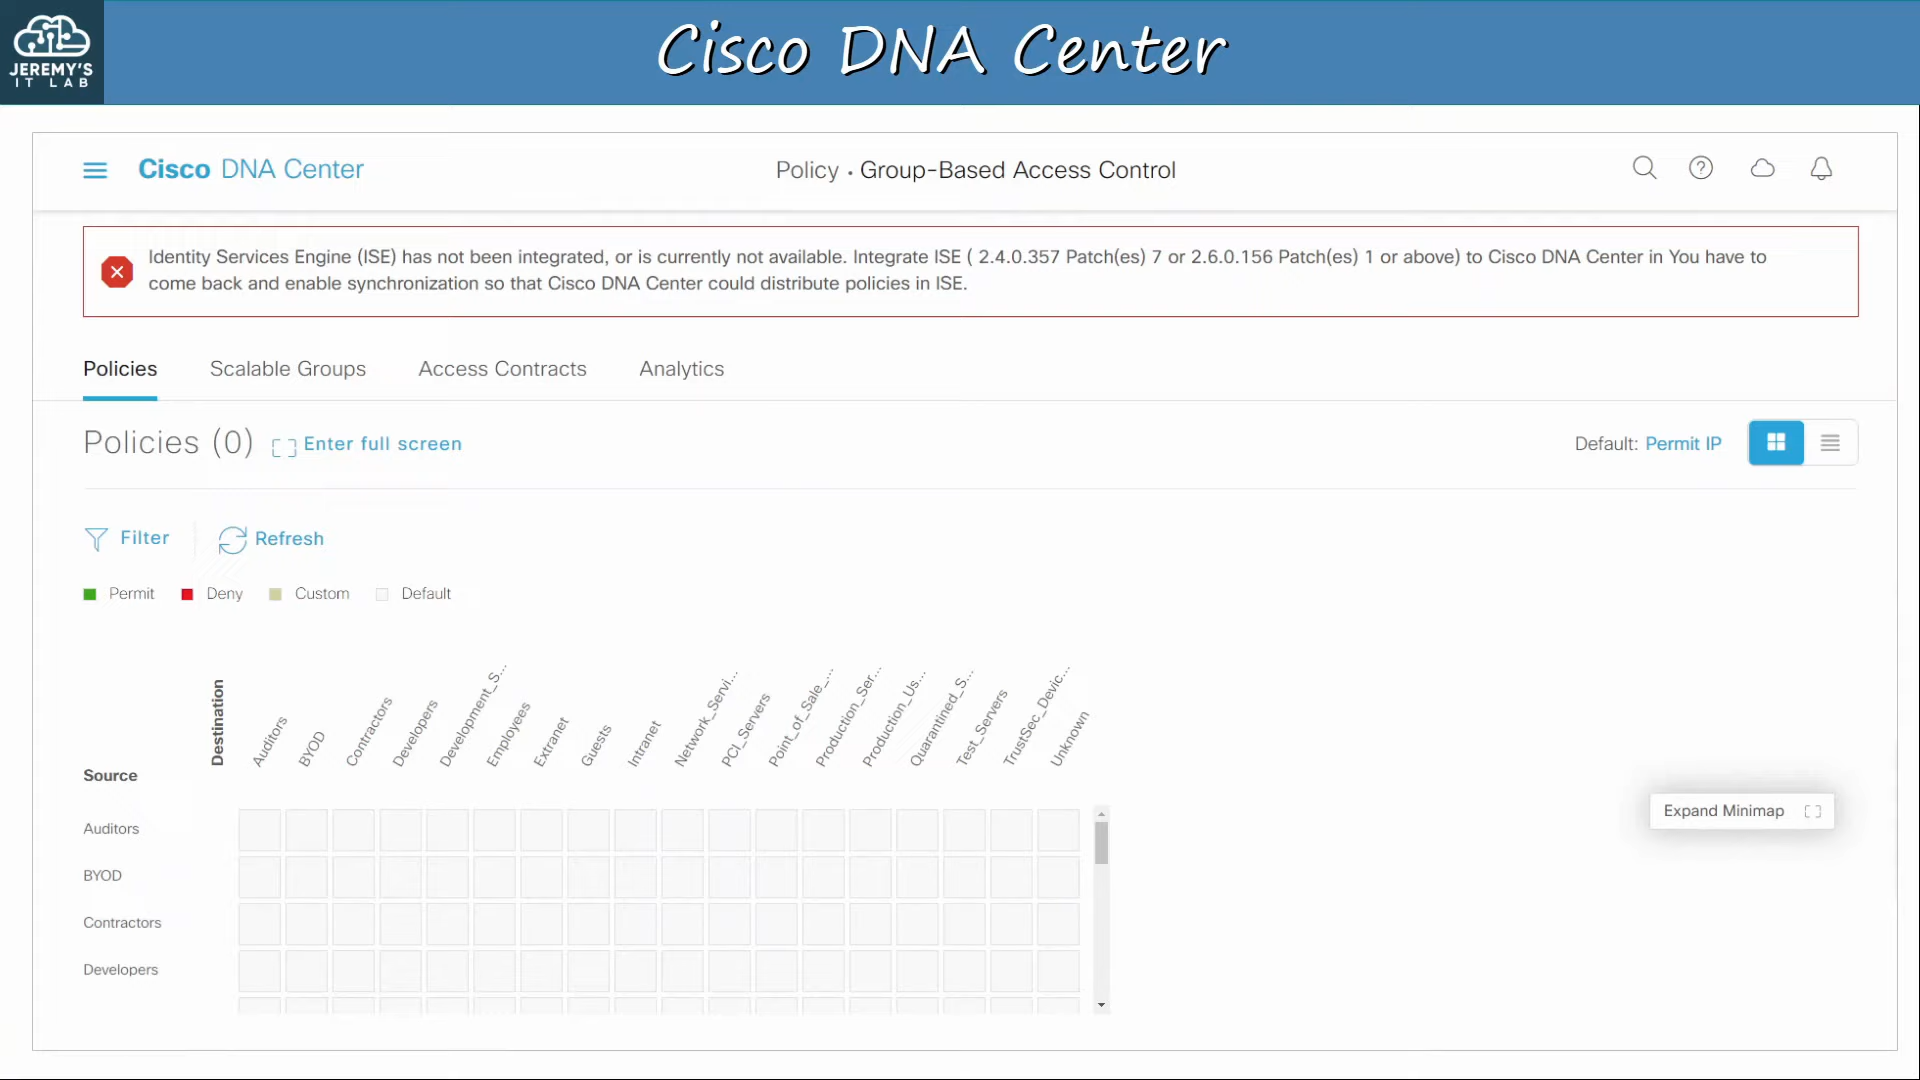 JEREMY'S
IT LAB
Cisco DNA Center
Cisco DNA Center
Policy • Group-Based Access Control
Identity Services Engine (ISE) has not been integrated, or is currently not available. Integrate ISE ( 2.4.0.357 Patch(es) 7 or 2.6.0.156 Patch(es) 1 or above) to Cisco DNA Center in You have to
come back and enable synchronization so that Cisco DNA Center could distribute policies in ISE.
Policies Scalable Groups Access Contracts Analytics
Policies (0) Enter full screen Default: Permit IP
Filter Refresh
Permit Deny Custom Default
Destination
Auditors
BYOD
Contractors
Developers
Development_S...
Employees
Extranet
Guests
Intranet
Network_Servi...
PCI_Servers
Point_of_Sale_...
Production_Ser...
Production_Us...
Quarantined_S...
Test_Servers
TrustSec_Devic...
Unknown
Source
Auditors
BYOD
Contractors
Developers
Expand Minimap